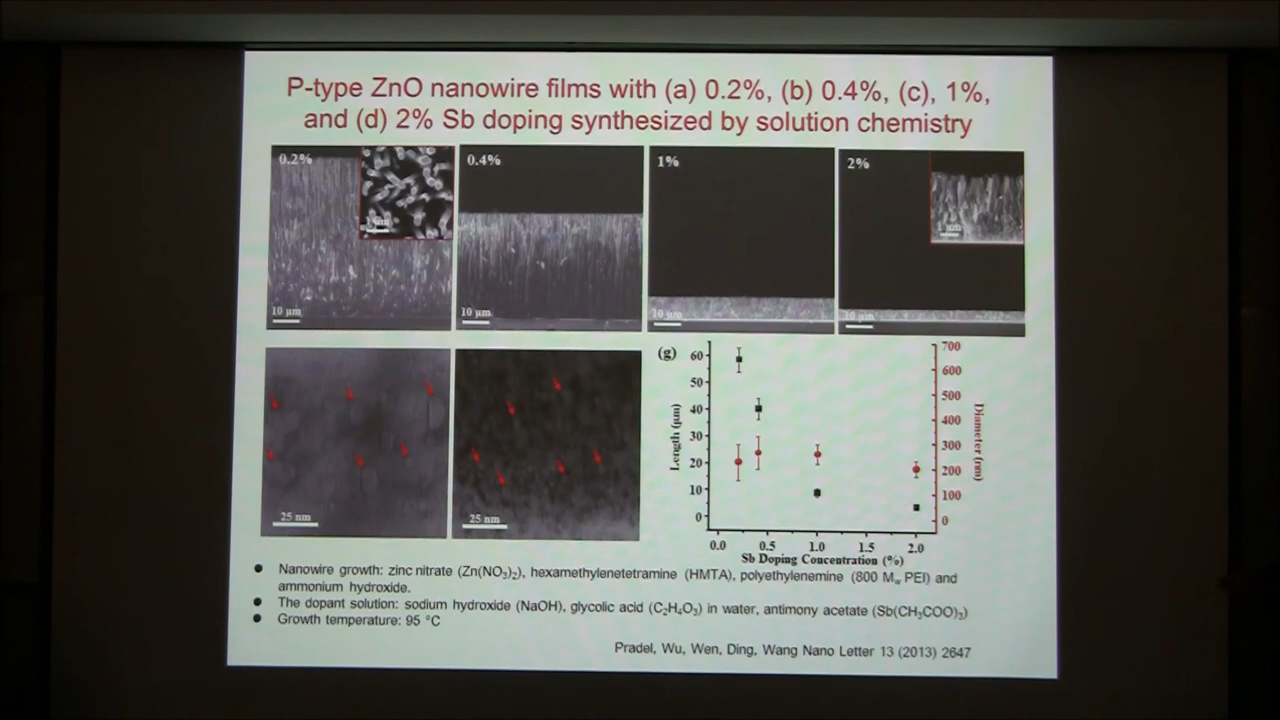 P-type ZnO nanowire films with (a) 0.2%, (b) 0.4%, (c), 1%,
and (d) 2% Sb doping synthesized by solution chemistry
0.2%
1 μm
10 μm
0.4%
10 μm
1%
10 μm
2%
1 μm
10 μm
25 nm
25 nm
(g)
60
50
40
30
20
10
0
Length (μm)
700
600
500
400
300
200
100
0
Diameter (nm)
0.0 0.5 1.0 1.5 2.0
Sb Doping Concentration (%)
● Nanowire growth: zinc nitrate (Zn(NO₃)₂), hexamethylenetetramine (HMTA), polyethylenemine (800 Mw PEI) and
ammonium hydroxide.
● The dopant solution: sodium hydroxide (NaOH), glycolic acid (C₂H₄O₃) in water, antimony acetate (Sb(CH₃COO)₃)
● Growth temperature: 95 °C
Pradel, Wu, Wen, Ding, Wang Nano Letter 13 (2013) 2647